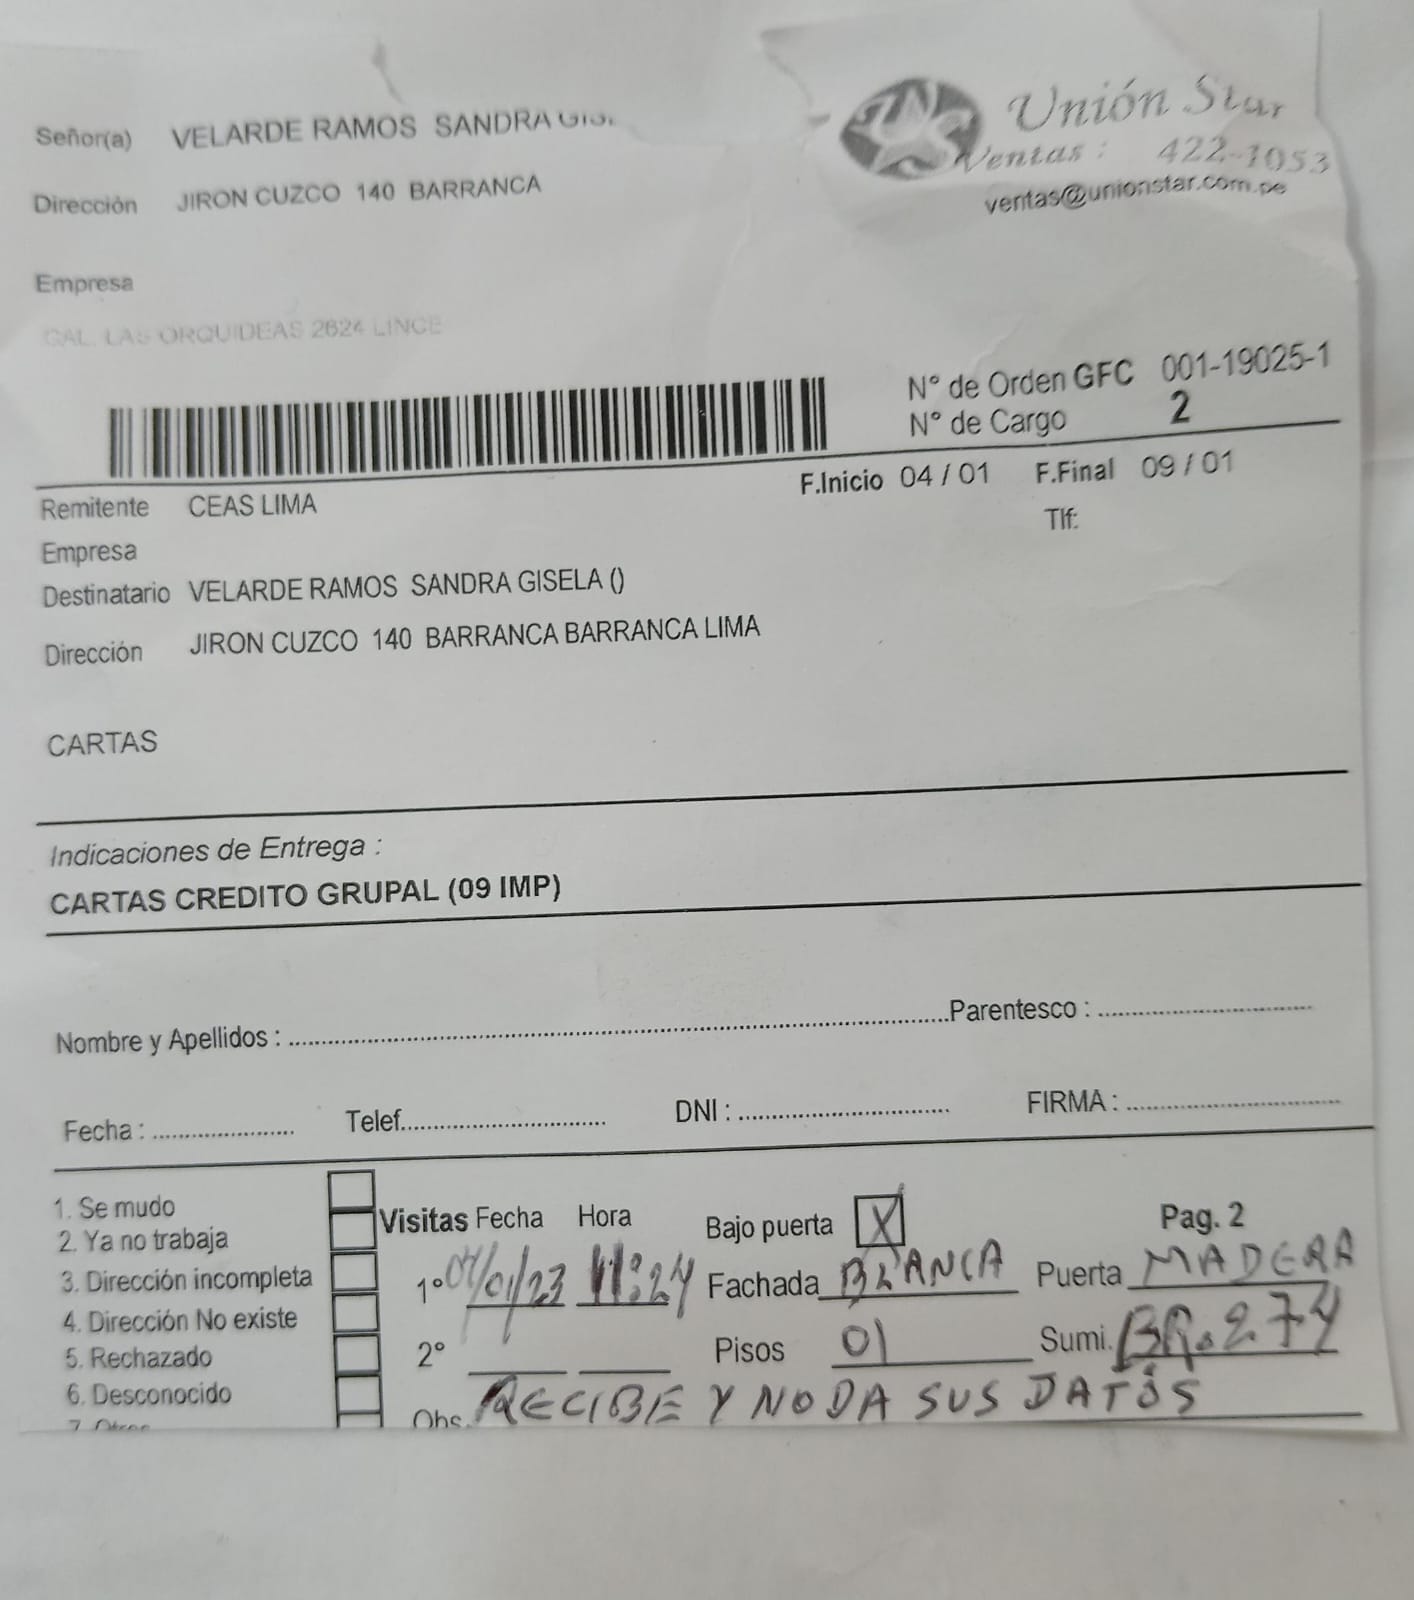 Unión Star
Señor(a) VELARDE RAMOS SANDRA
Ventas: 422-1053
Dirección JIRON CUZCO 140 BARRANCA
ventas@unionstar.com.pe
Empresa
CAL. LAS ORQUIDEAS 2624 LINCE
N° de Orden GFC 001-19025-1
N° de Cargo 2
F.Inicio 04 / 01 F.Final 09 / 01
Remitente CEAS LIMA
Tlf:
Empresa
Destinatario VELARDE RAMOS SANDRA GISELA ()
Dirección JIRON CUZCO 140 BARRANCA BARRANCA LIMA
CARTAS
Indicaciones de Entrega :
CARTAS CREDITO GRUPAL (09 IMP)
Nombre y Apellidos : Parentesco :
Fecha : Telef. DNI : FIRMA :
1. Se mudo
2. Ya no trabaja
3. Dirección incompleta
4. Dirección No existe
5. Rechazado
6. Desconocido
Visitas Fecha Hora Bajo puerta X Pag. 2
1° 11:24 Fachada BLANCA Puerta MADERA
2° Pisos 01 Sumi.
Obs. RECIBE Y NO DA SUS DATOS